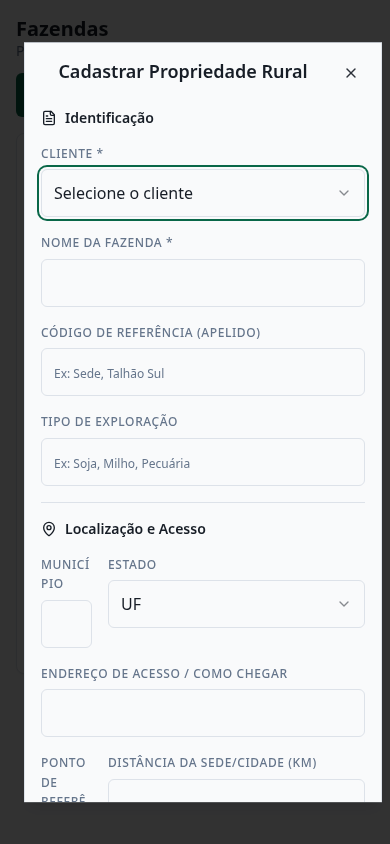 Fazendas
P
Cadastrar Propriedade Rural
Identificação
CLIENTE *
Selecione o cliente
NOME DA FAZENDA *
CÓDIGO DE REFERÊNCIA (APELIDO)
Ex: Sede, Talhão Sul
TIPO DE EXPLORAÇÃO
Ex: Soja, Milho, Pecuária
Localização e Acesso
MUNICÍ
PIO
ESTADO
UF
ENDEREÇO DE ACESSO / COMO CHEGAR
PONTO
DE
REFERÊ
DISTÂNCIA DA SEDE/CIDADE (KM)